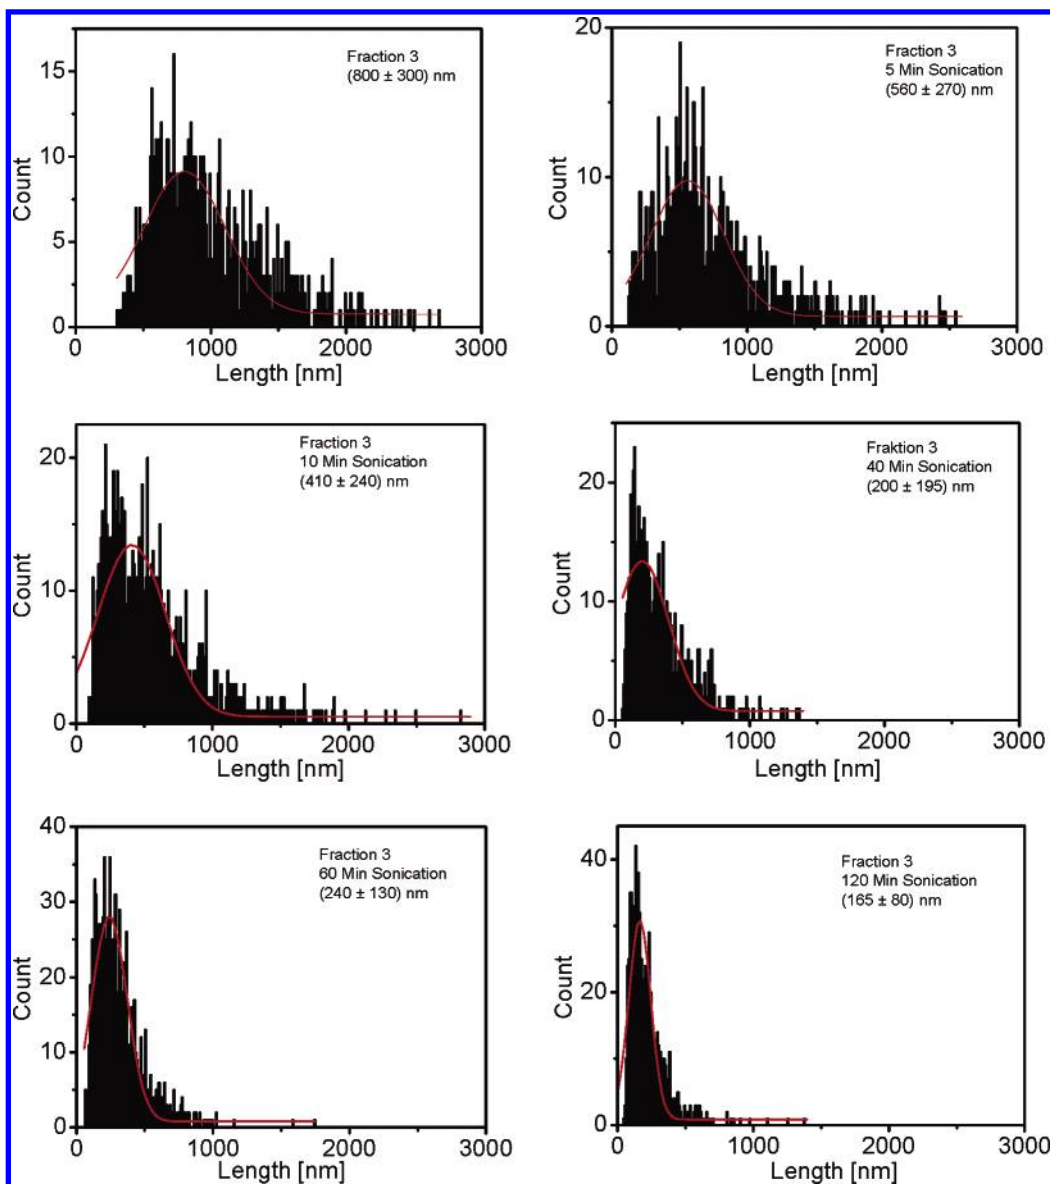 Fraction 3
(800 ± 300) nm
15
10
5
0
Count
0 1000 2000 3000
Length [nm]
Fraction 3
5 Min Sonication
(560 ± 270) nm
20
10
0
Count
0 1000 2000 3000
Length [nm]
Fraction 3
10 Min Sonication
(410 ± 240) nm
20
10
0
Count
0 1000 2000 3000
Length [nm]
Fraktion 3
40 Min Sonication
(200 ± 195) nm
20
10
0
Count
0 1000 2000 3000
Length [nm]
Fraction 3
60 Min Sonication
(240 ± 130) nm
40
30
20
10
0
Count
0 1000 2000 3000
Length [nm]
Fraction 3
120 Min Sonication
(165 ± 80) nm
40
20
0
Count
0 1000 2000 3000
Length [nm]